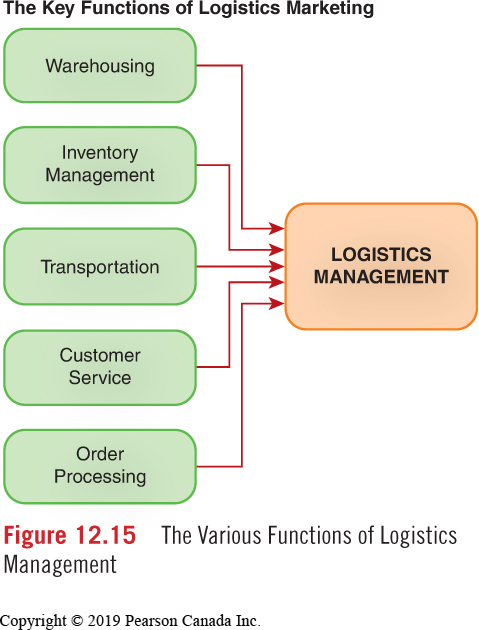 The Key Functions of Logistics Marketing
Warehousing
Inventory
Management
Transportation
Customer
Service
Order
Processing
LOGISTICS
MANAGEMENT
Figure 12.15 The Various Functions of Logistics
Management
Copyright © 2019 Pearson Canada Inc.